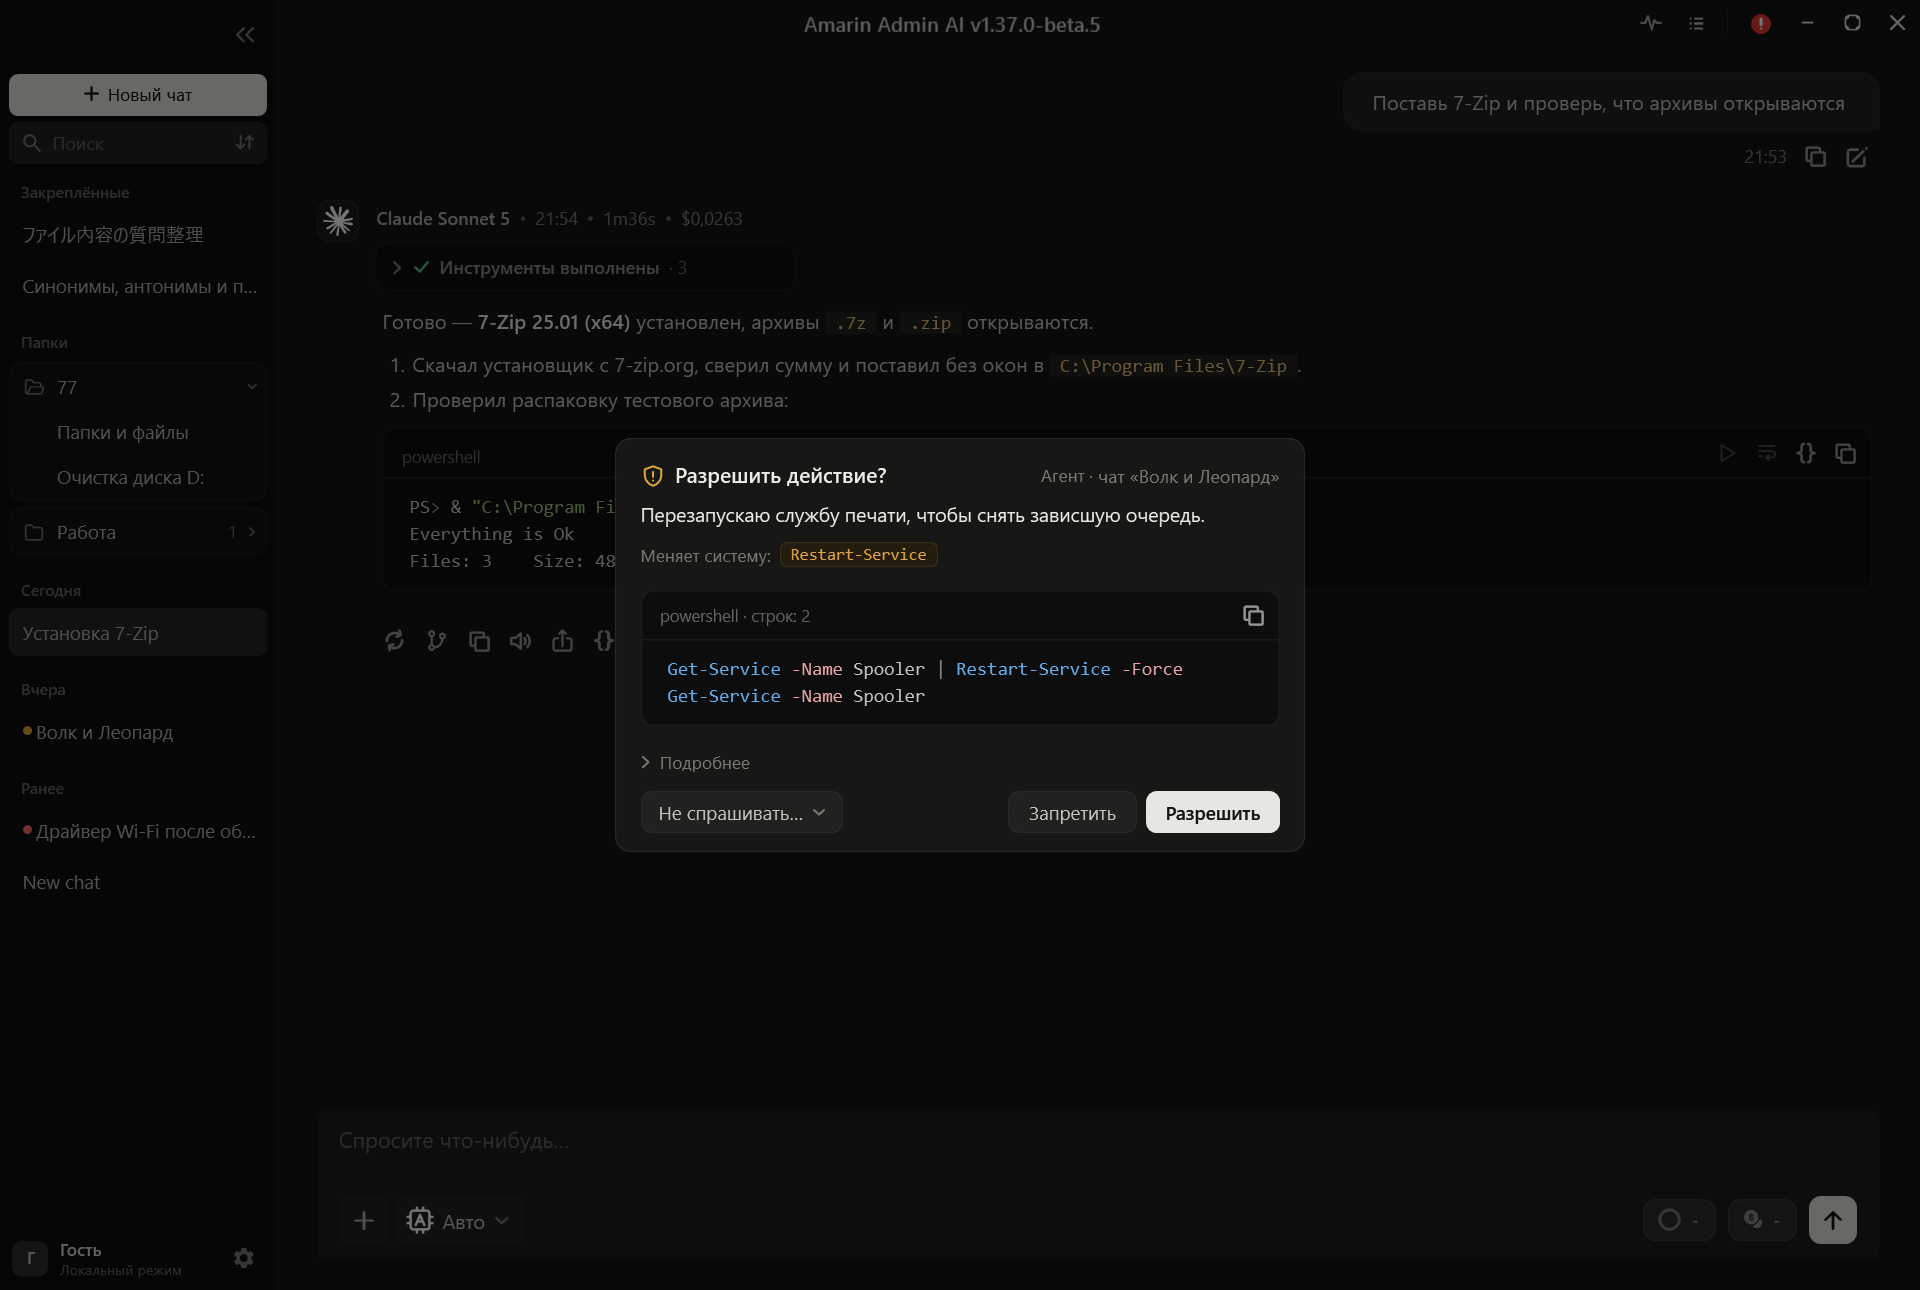 Amarin Admin AI v1.37.0-beta.5
Новый чат
Поиск
Закреплённые
ファイル内容の質問整理
Синонимы, антонимы и п...
Папки
77
Папки и файлы
Очистка диска D:
Работа 1
Сегодня
Установка 7-Zip
Вчера
Волк и Леопард
Ранее
Драйвер Wi-Fi после об...
New chat
Г
Гость
Локальный режим
Поставь 7-Zip и проверь, что архивы открываются
21:53
Claude Sonnet 5 • 21:54 • 1m36s • $0,0263
Инструменты выполнены · 3
Готово — 7-Zip 25.01 (x64) установлен, архивы .7z и .zip открываются.
1. Скачал установщик с 7-zip.org, сверил сумму и поставил без окон в C:\Program Files\7-Zip.
2. Проверил распаковку тестового архива:
powershell
PS> & "C:\Program Fi
Everything is Ok
Files: 3    Size: 48
Разрешить действие?
Агент · чат «Волк и Леопард»
Перезапускаю службу печати, чтобы снять зависшую очередь.
Меняет систему: Restart-Service
powershell · строк: 2
Get-Service -Name Spooler | Restart-Service -Force
Get-Service -Name Spooler
Подробнее
Не спрашивать...
Запретить
Разрешить
Спросите что-нибудь...
Авто
-
-